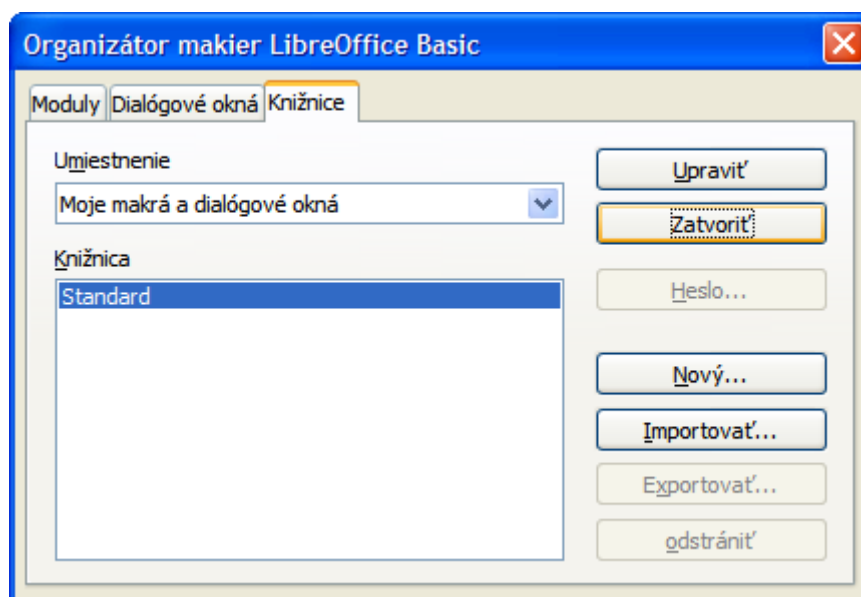 Organizátor makier LibreOffice Basic
Moduly Dialógové okná Knižnice
Umiestnenie
Moje makrá a dialógové okná
Knižnica
Standard
Upraviť
Zatvoriť
Heslo...
Nový...
Importovať...
Exportovať...
odstrániť